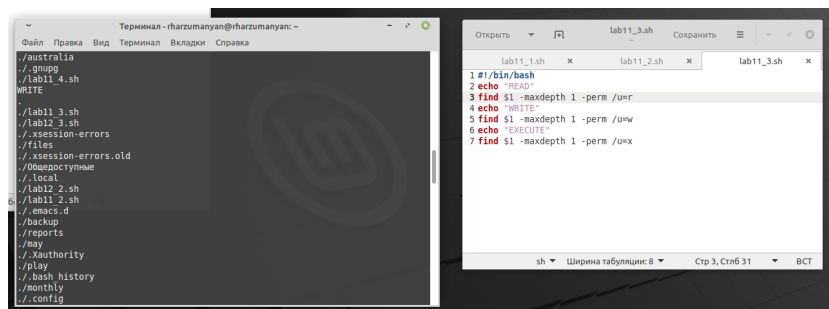 Терминал - rharzumanyan@rharzumanyan: ~
Файл Правка Вид Терминал Вкладки Справка
./australia
./.gnupg
./lab11_4.sh
WRITE
.
./lab11_3.sh
./lab12_3.sh
./.xsession-errors
./files
./.xsession-errors.old
./Общедоступные
./.local
./lab12_2.sh
./lab11_2.sh
./.emacs.d
./backup
./reports
./may
./.Xauthority
./play
./.bash_history
./monthly
./.config
Открыть lab11_3.sh Сохранить
~
lab11_1.sh × lab11_2.sh × lab11_3.sh ×
1 #!/bin/bash
2 echo "READ"
3 find $1 -maxdepth 1 -perm /u=r
4 echo "WRITE"
5 find $1 -maxdepth 1 -perm /u=w
6 echo "EXECUTE"
7 find $1 -maxdepth 1 -perm /u=x
sh Ширина табуляции: 8 Стр 3, Стлб 31 ВСТ